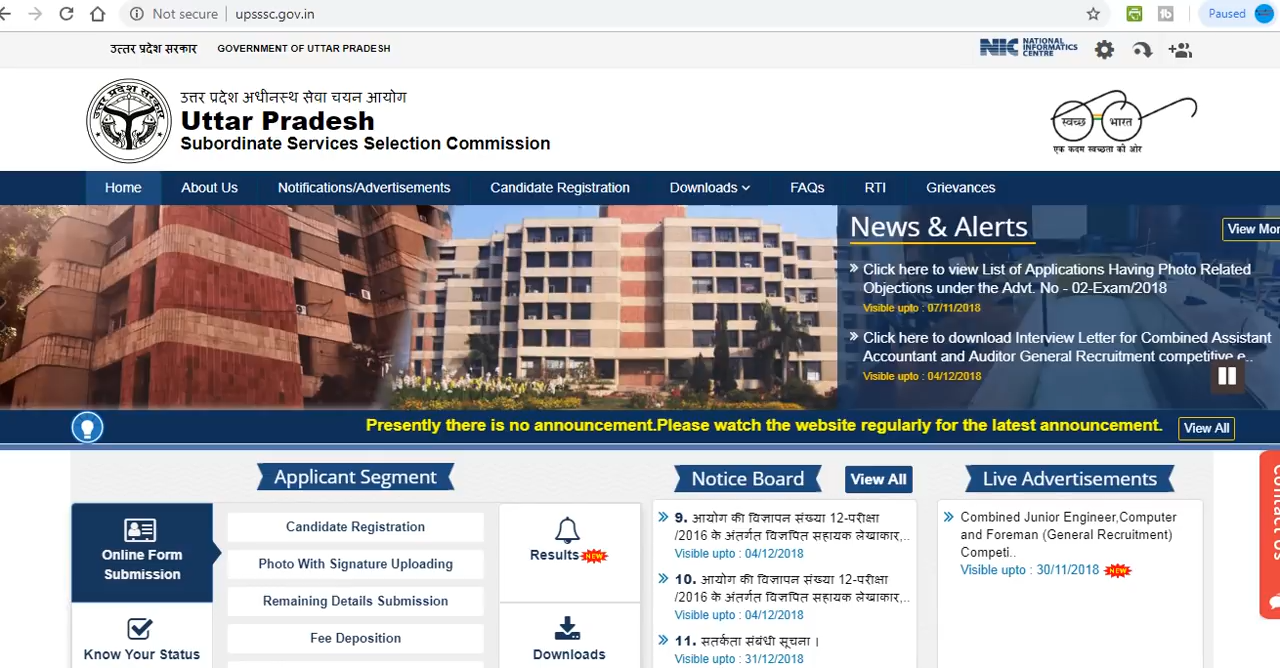 Not secure | upsssc.gov.in
Paused
उत्तर प्रदेश सरकार GOVERNMENT OF UTTAR PRADESH
NIC NATIONAL INFORMATICS CENTRE
उत्तर प्रदेश अधीनस्थ सेवा चयन आयोग
Uttar Pradesh
Subordinate Services Selection Commission
स्वच्छ भारत
एक कदम स्वच्छता की ओर
Home About Us Notifications/Advertisements Candidate Registration Downloads FAQs RTI Grievances
News & Alerts
View Mor
Click here to view List of Applications Having Photo Related
Objections under the Advt. No - 02-Exam/2018
Visible upto : 07/11/2018
Click here to download Interview Letter for Combined Assistant
Accountant and Auditor General Recruitment competitive e..
Visible upto : 04/12/2018
Presently there is no announcement.Please watch the website regularly for the latest announcement.
View All
Applicant Segment
Online Form
Submission
Know Your Status
Candidate Registration
Photo With Signature Uploading
Remaining Details Submission
Fee Deposition
Results NEW
Downloads
Notice Board
View All
9. आयोग की विज्ञापन संख्या 12-परीक्षा
/2016 के अंतर्गत विज्ञपित सहायक लेखाकार,..
Visible upto : 04/12/2018
10. आयोग की विज्ञापन संख्या 12-परीक्षा
/2016 के अंतर्गत विज्ञपित सहायक लेखाकार,..
Visible upto : 04/12/2018
11. सतर्कता संबंधी सूचना ।
Visible upto : 31/12/2018
Live Advertisements
Combined Junior Engineer,Computer
and Foreman (General Recruitment)
Competi..
Visible upto : 30/11/2018 NEW
Contact Us